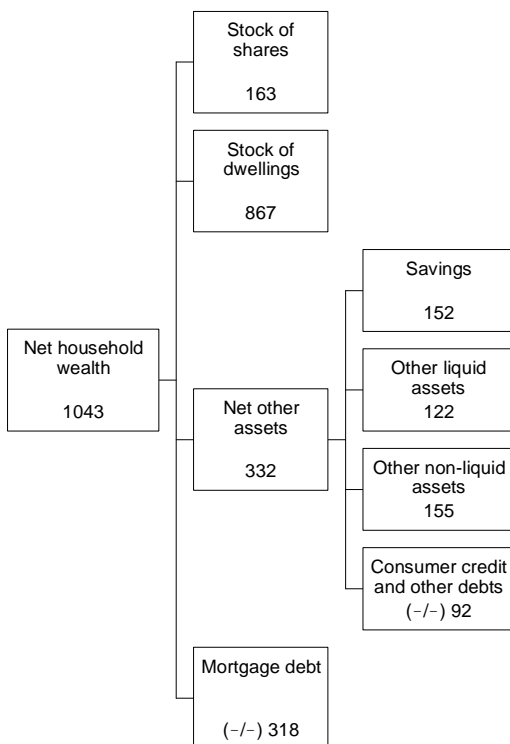 Stock of
shares
163
Stock of
dwellings
867
Savings
152
Net household
wealth
1043
Other liquid
assets
122
Net other
assets
332
Other non-liquid
assets
155
Consumer credit
and other debts
(−/−) 92
Mortgage debt
(−/−) 318